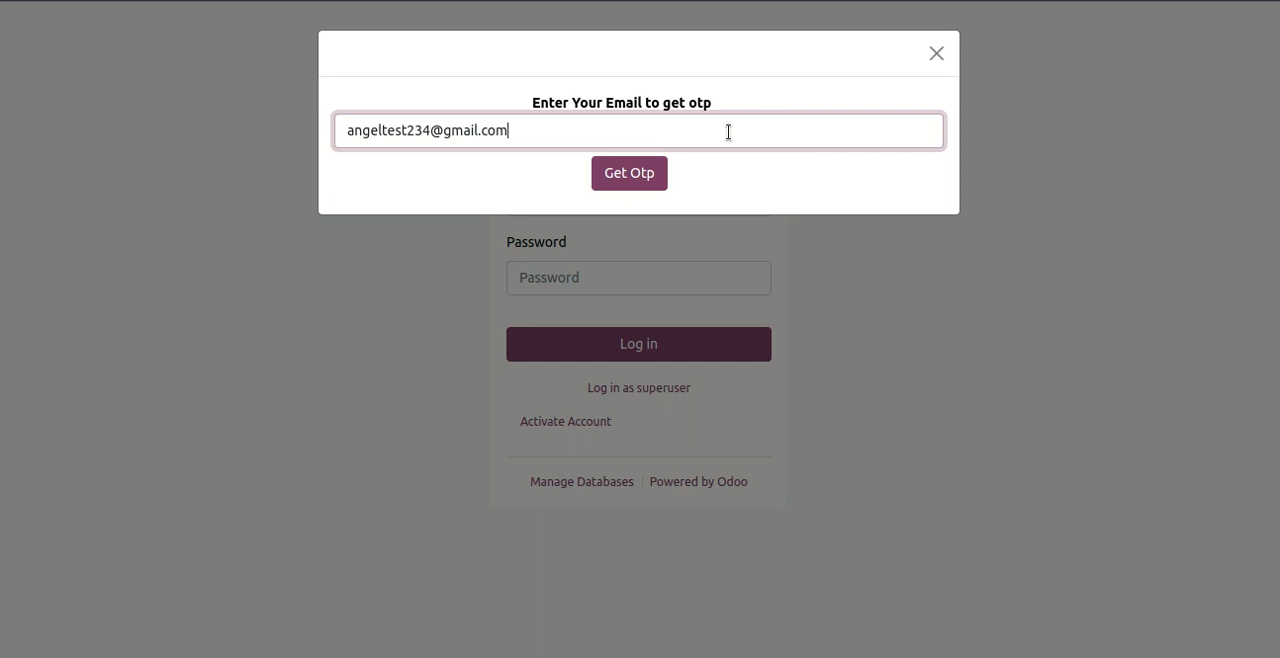 Enter Your Email to get otp
angeltest234@gmail.com
Get Otp
Password
Password
Log in
Log in as superuser
Activate Account
Manage Databases | Powered by Odoo